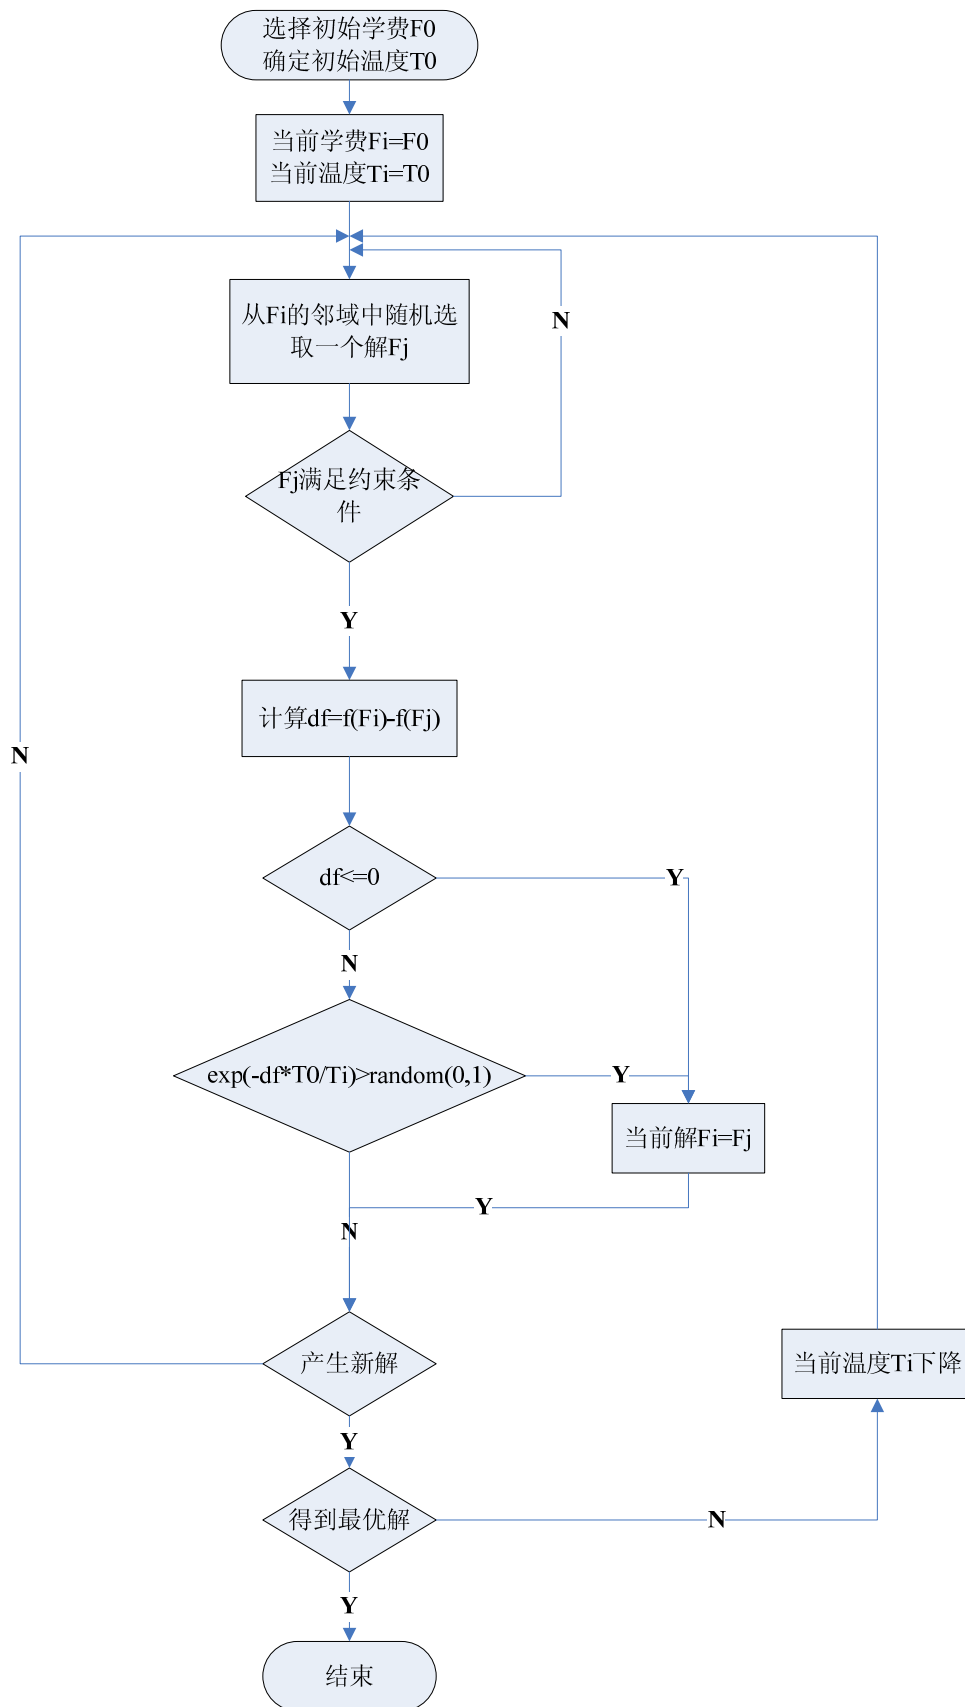 选择初始学费F0
确定初始温度T0
当前学费Fi=F0
当前温度Ti=T0
从Fi的邻域中随机选
取一个解Fj
N
Fj满足约束条
件
Y
计算df=f(Fi)-f(Fj)
N
df<=0
Y
N
exp(-df*T0/Ti)>random(0,1)
Y
当前解Fi=Fj
Y
N
产生新解
当前温度Ti下降
Y
得到最优解
N
Y
结束